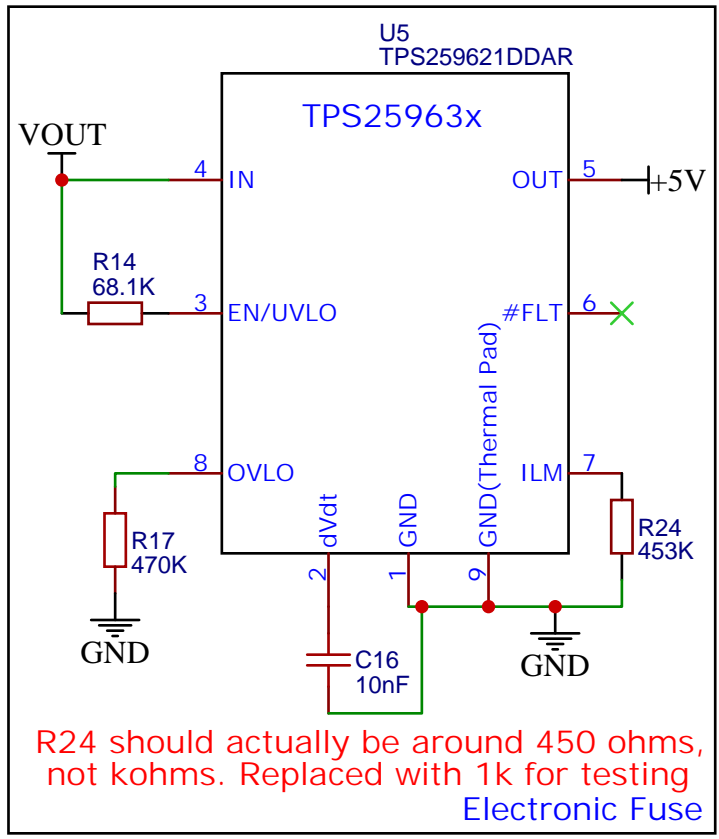 U5
TPS259621DDAR
TPS25963x
VOUT
4
IN
OUT
5
+5V
R14
68.1K
3
EN/UVLO
#FLT
6
8
OVLO
ILM
7
dVdt
GND
GND(Thermal Pad)
R17
470K
R24
453K
2
1
9
GND
C16
10nF
GND
R24 should actually be around 450 ohms,
not kohms. Replaced with 1k for testing
Electronic Fuse